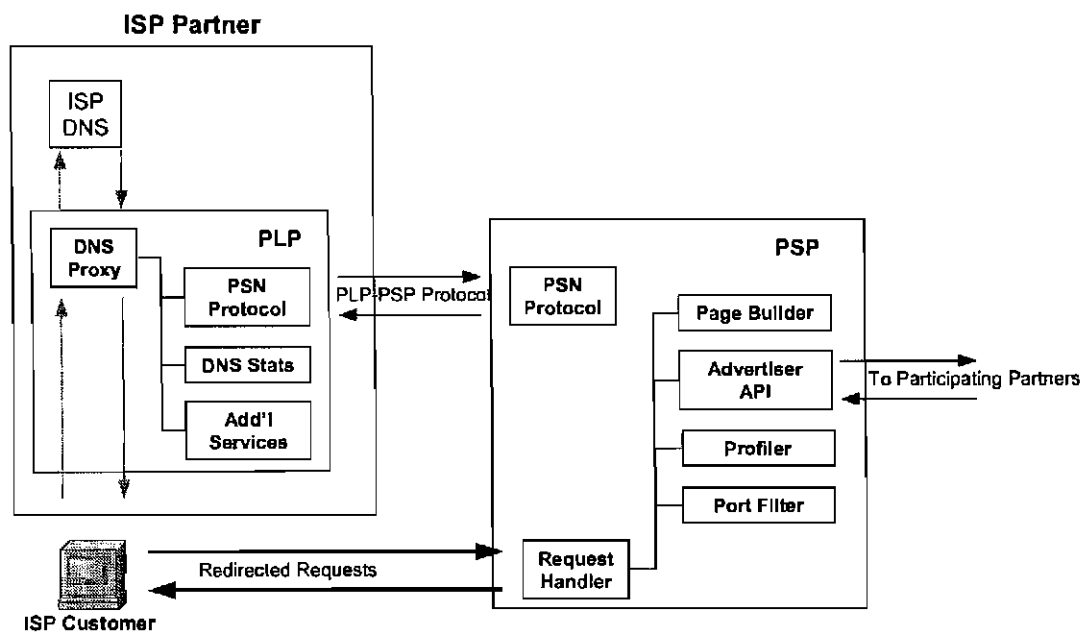 ISP Partner
ISP
DNS
PLP
DNS
Proxy
PSN
Protocol
DNS Stats
Add'l
Services
PLP-PSP Protocol
PSP
PSN
Protocol
Page Builder
Advertiser
API
To Participating Partners
Profiler
Port Filter
Request
Handler
Redirected Requests
ISP Customer